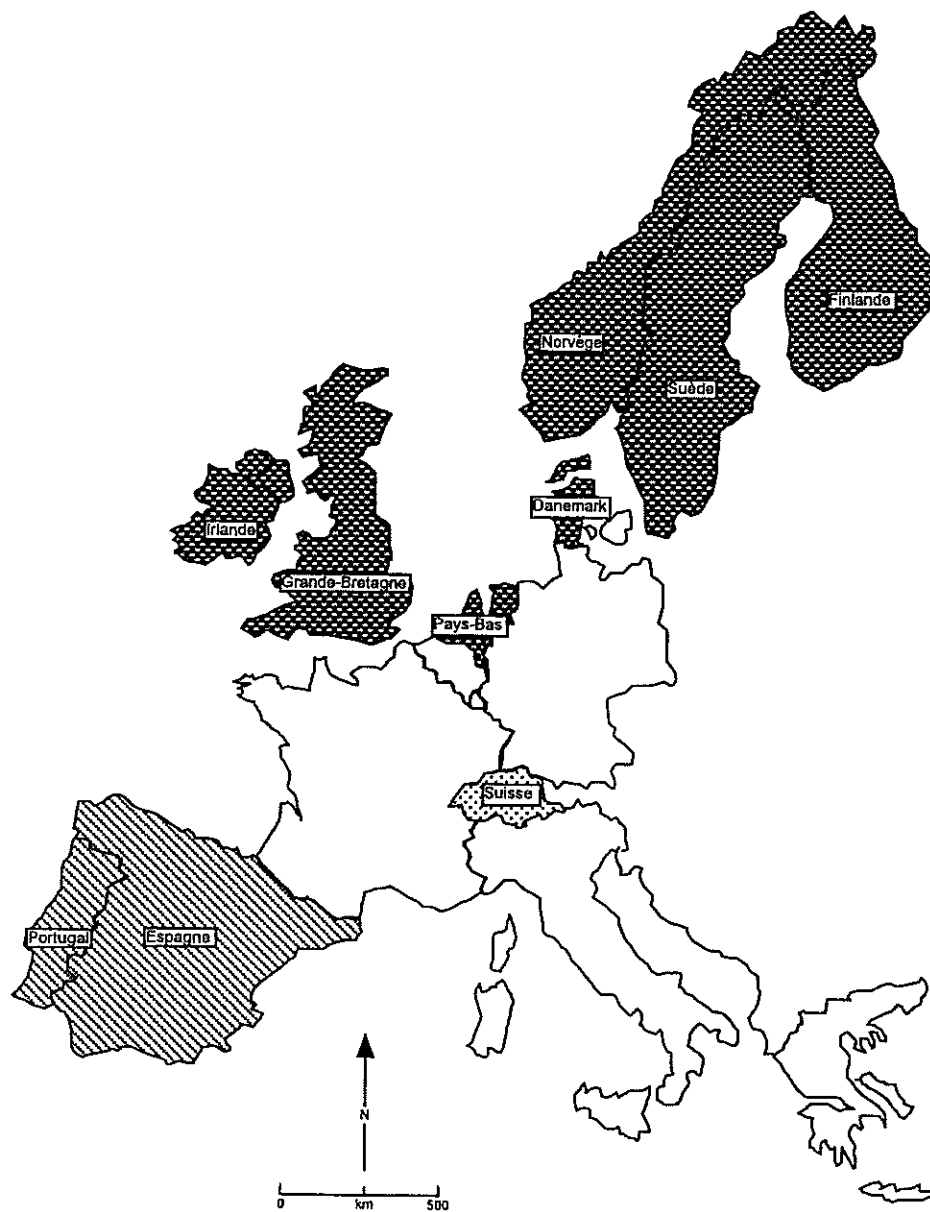 Finlande
Norvège
Suède
Danemark
Irlande
Grande-Bretagne
Pays-Bas
Suisse
Portugal
Espagne
N
0 km 500